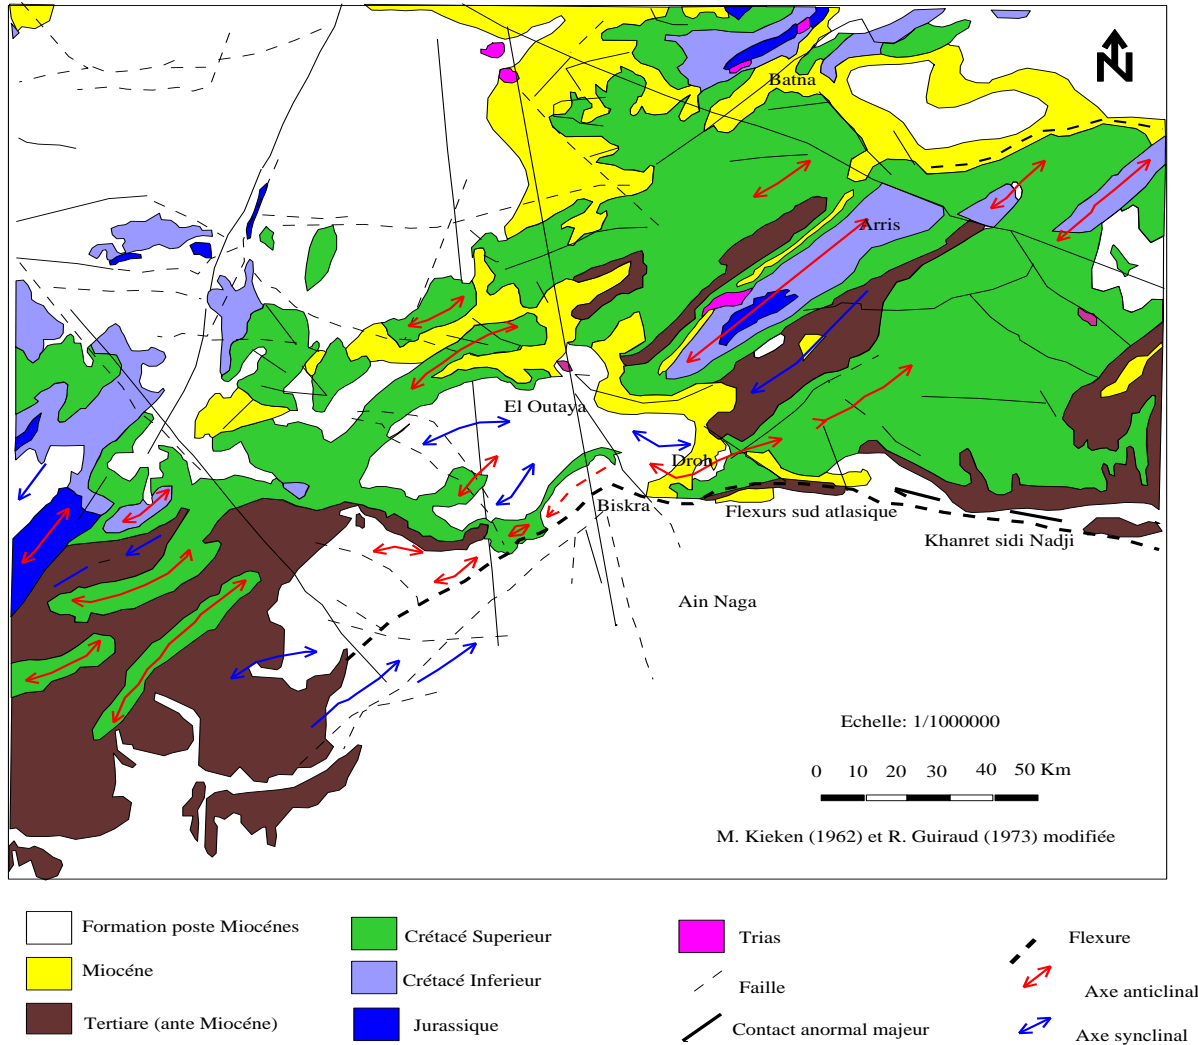 N
Batna
Arris
El Outaya
Droh
Biskra
Flexurs sud atlasique
Khanret sidi Nadji
Ain Naga
Echelle: 1/1000000
0 10 20 30 40 50 Km
M. Kieken (1962) et R. Guiraud (1973) modifiée
Formation poste Miocénes
Miocéne
Tertiare (ante Miocéne)
Crétacé Superieur
Crétacé Inferieur
Jurassique
Trias
Faille
Contact anormal majeur
Flexure
Axe anticlinal
Axe synclinal